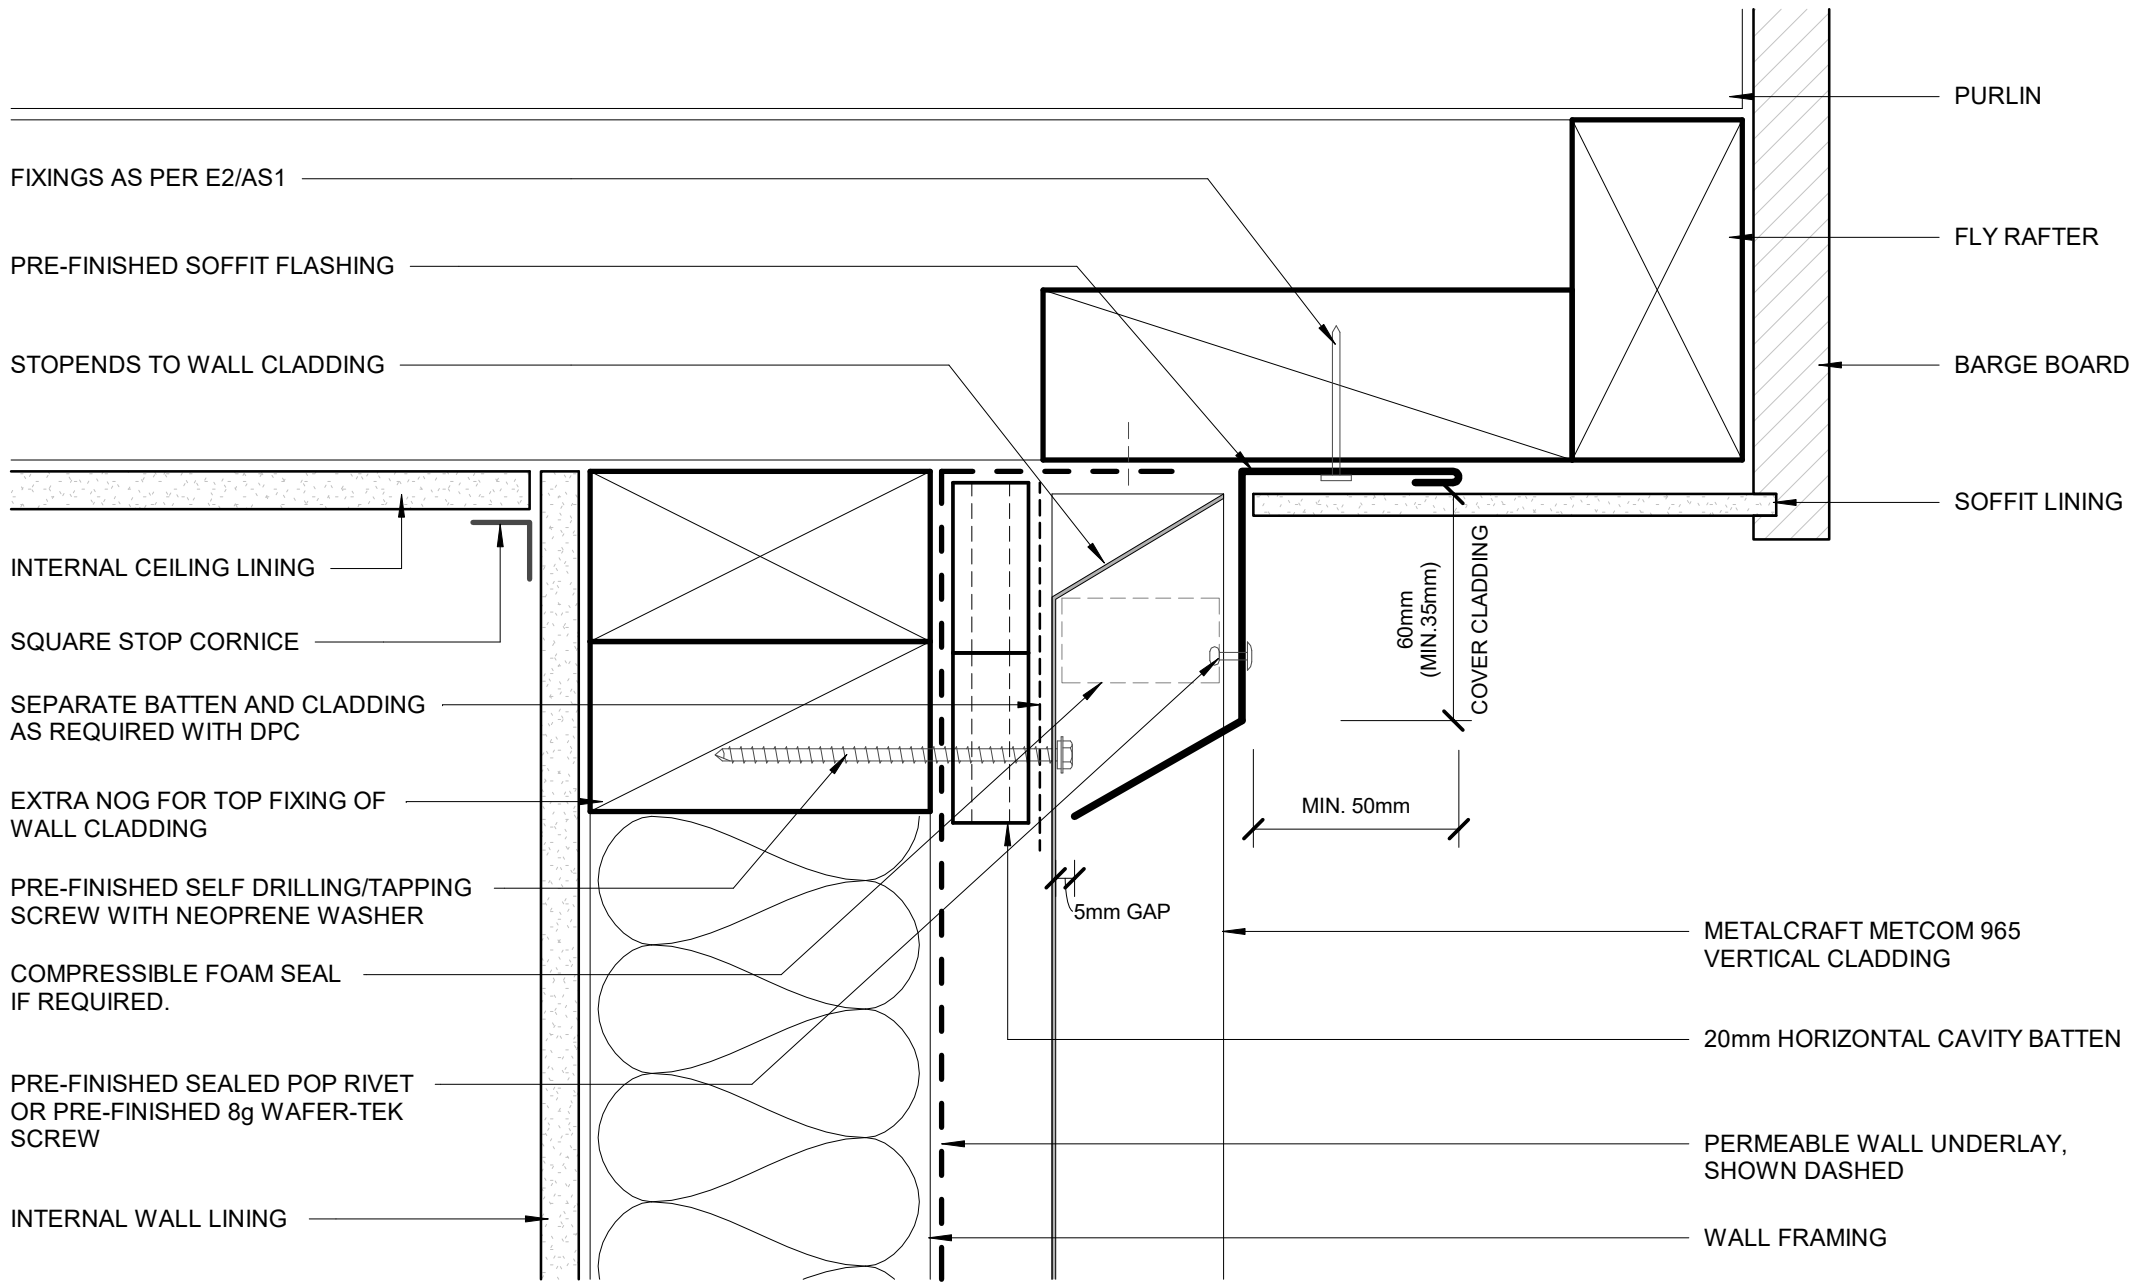 FIXINGS AS PER E2/AS1
PRE-FINISHED SOFFIT FLASHING
STOPENDS TO WALL CLADDING
INTERNAL CEILING LINING
SQUARE STOP CORNICE
SEPARATE BATTEN AND CLADDING
AS REQUIRED WITH DPC
EXTRA NOG FOR TOP FIXING OF
WALL CLADDING
PRE-FINISHED SELF DRILLING/TAPPING
SCREW WITH NEOPRENE WASHER
COMPRESSIBLE FOAM SEAL
IF REQUIRED.
PRE-FINISHED SEALED POP RIVET
OR PRE-FINISHED 8g WAFER-TEK
SCREW
INTERNAL WALL LINING
60mm
(MIN.35mm)
COVER CLADDING
MIN. 50mm
5mm GAP
PURLIN
FLY RAFTER
BARGE BOARD
SOFFIT LINING
METALCRAFT METCOM 965
VERTICAL CLADDING
20mm HORIZONTAL CAVITY BATTEN
PERMEABLE WALL UNDERLAY,
SHOWN DASHED
WALL FRAMING